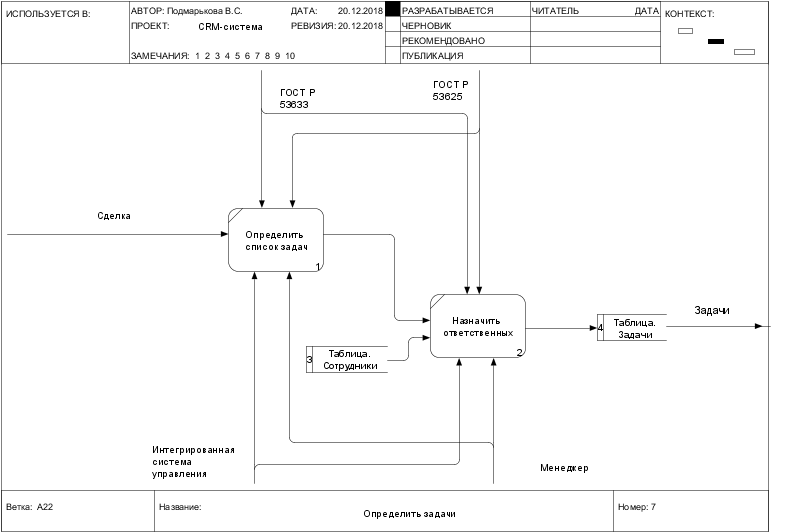 ИСПОЛЬЗУЕТСЯ В:
АВТОР: Подмарькова В.С.
ДАТА: 20.12.2018
РАЗРАБАТЫВАЕТСЯ
ЧИТАТЕЛЬ
ДАТА
КОНТЕКСТ:
ПРОЕКТ: CRM-система
РЕВИЗИЯ: 20.12.2018
ЧЕРНОВИК
РЕКОМЕНДОВАНО
ЗАМЕЧАНИЯ: 1 2 3 4 5 6 7 8 9 10
ПУБЛИКАЦИЯ
ГОСТ Р
53633
ГОСТ Р
53625
Сделка
Определить
список задач
1
Назначить
ответственных
2
3
Таблица.
Сотрудники
4
Таблица.
Задачи
Задачи
Интегрированная
система
управления
Менеджер
Ветка: A22
Название:
Определить задачи
Номер: 7